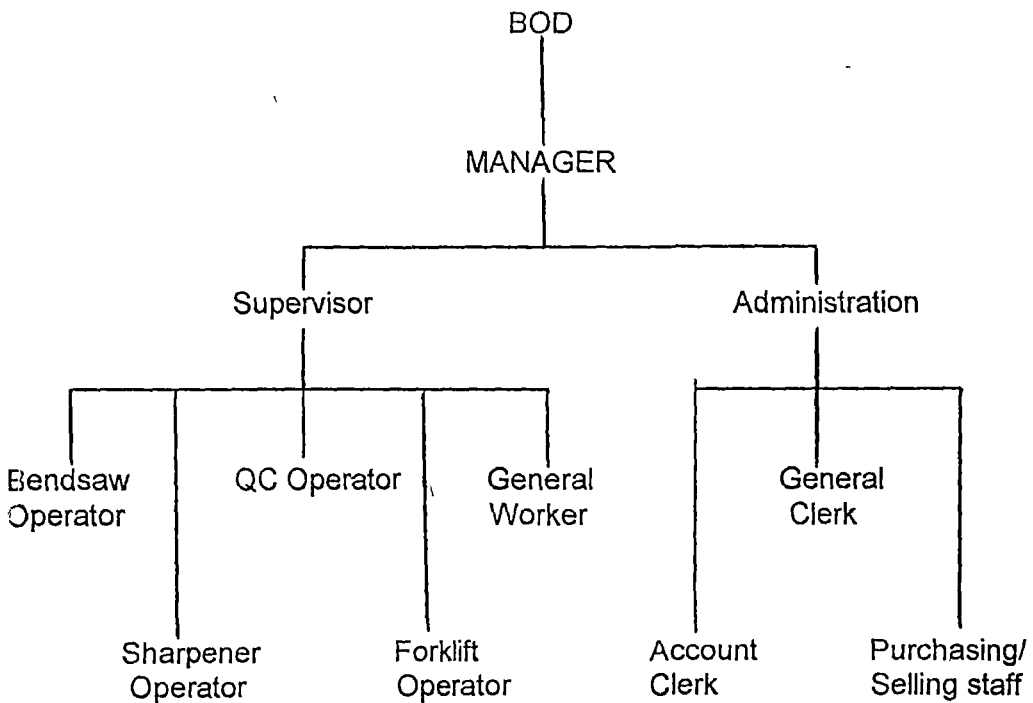 BOD
MANAGER
Supervisor
Administration
Bendsaw
Operator
QC Operator
General
Worker
General
Clerk
Sharpener
Operator
Forklift
Operator
Account
Clerk
Purchasing/
Selling staff